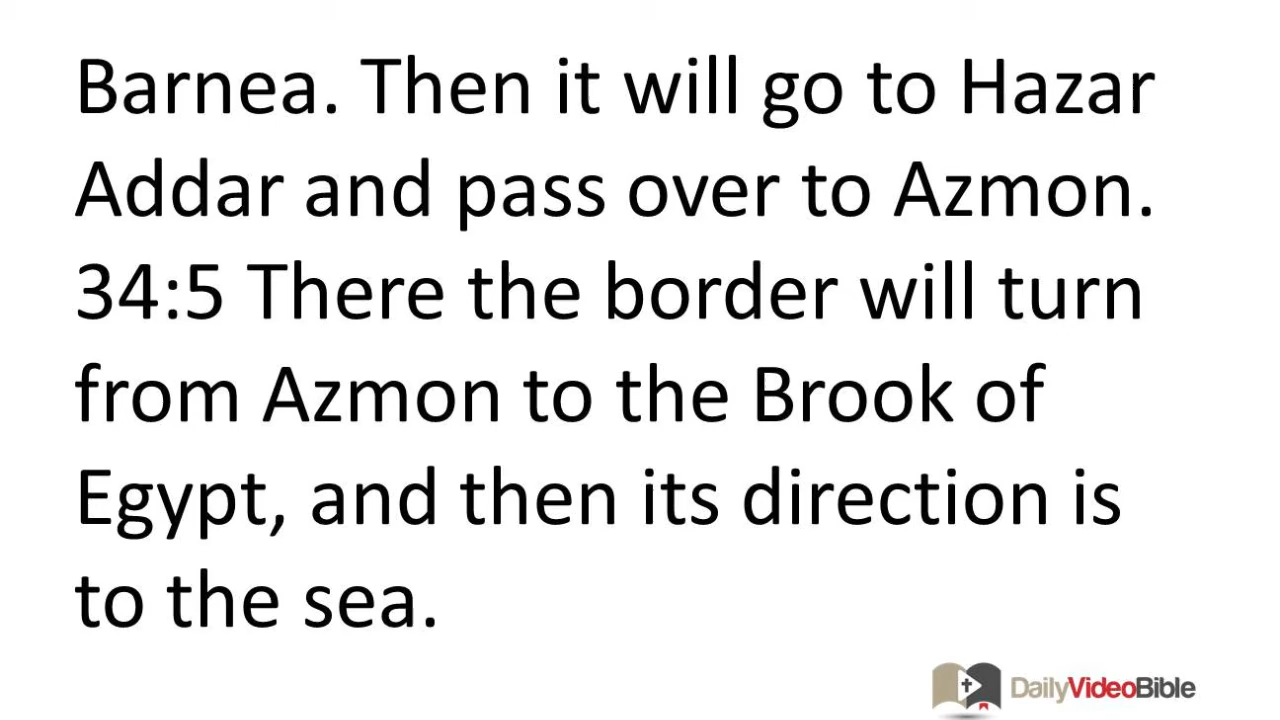 Barnea. Then it will go to Hazar
Addar and pass over to Azmon.
34:5 There the border will turn
from Azmon to the Brook of
Egypt, and then its direction is
to the sea.
DailyVideoBible